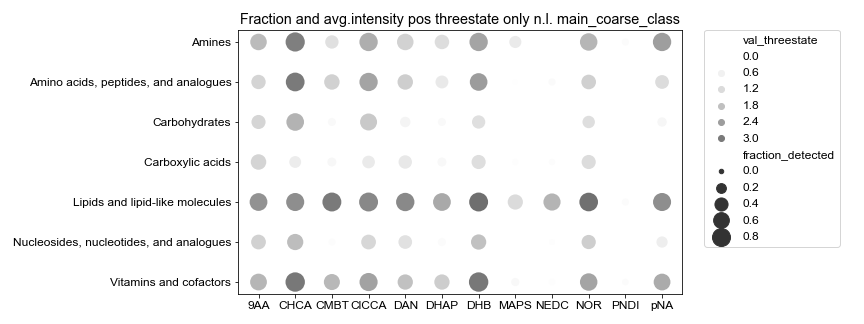 Fraction and avg.intensity pos threestate only n.l. main_coarse_class
Amines
Amino acids, peptides, and analogues
Carbohydrates
Carboxylic acids
Lipids and lipid-like molecules
Nucleosides, nucleotides, and analogues
Vitamins and cofactors
9AA CHCA CMBT ClCCA DAN DHAP DHB MAPS NEDC NOR PNDI pNA
val_threestate
0.0
0.6
1.2
1.8
2.4
3.0
fraction_detected
0.0
0.2
0.4
0.6
0.8